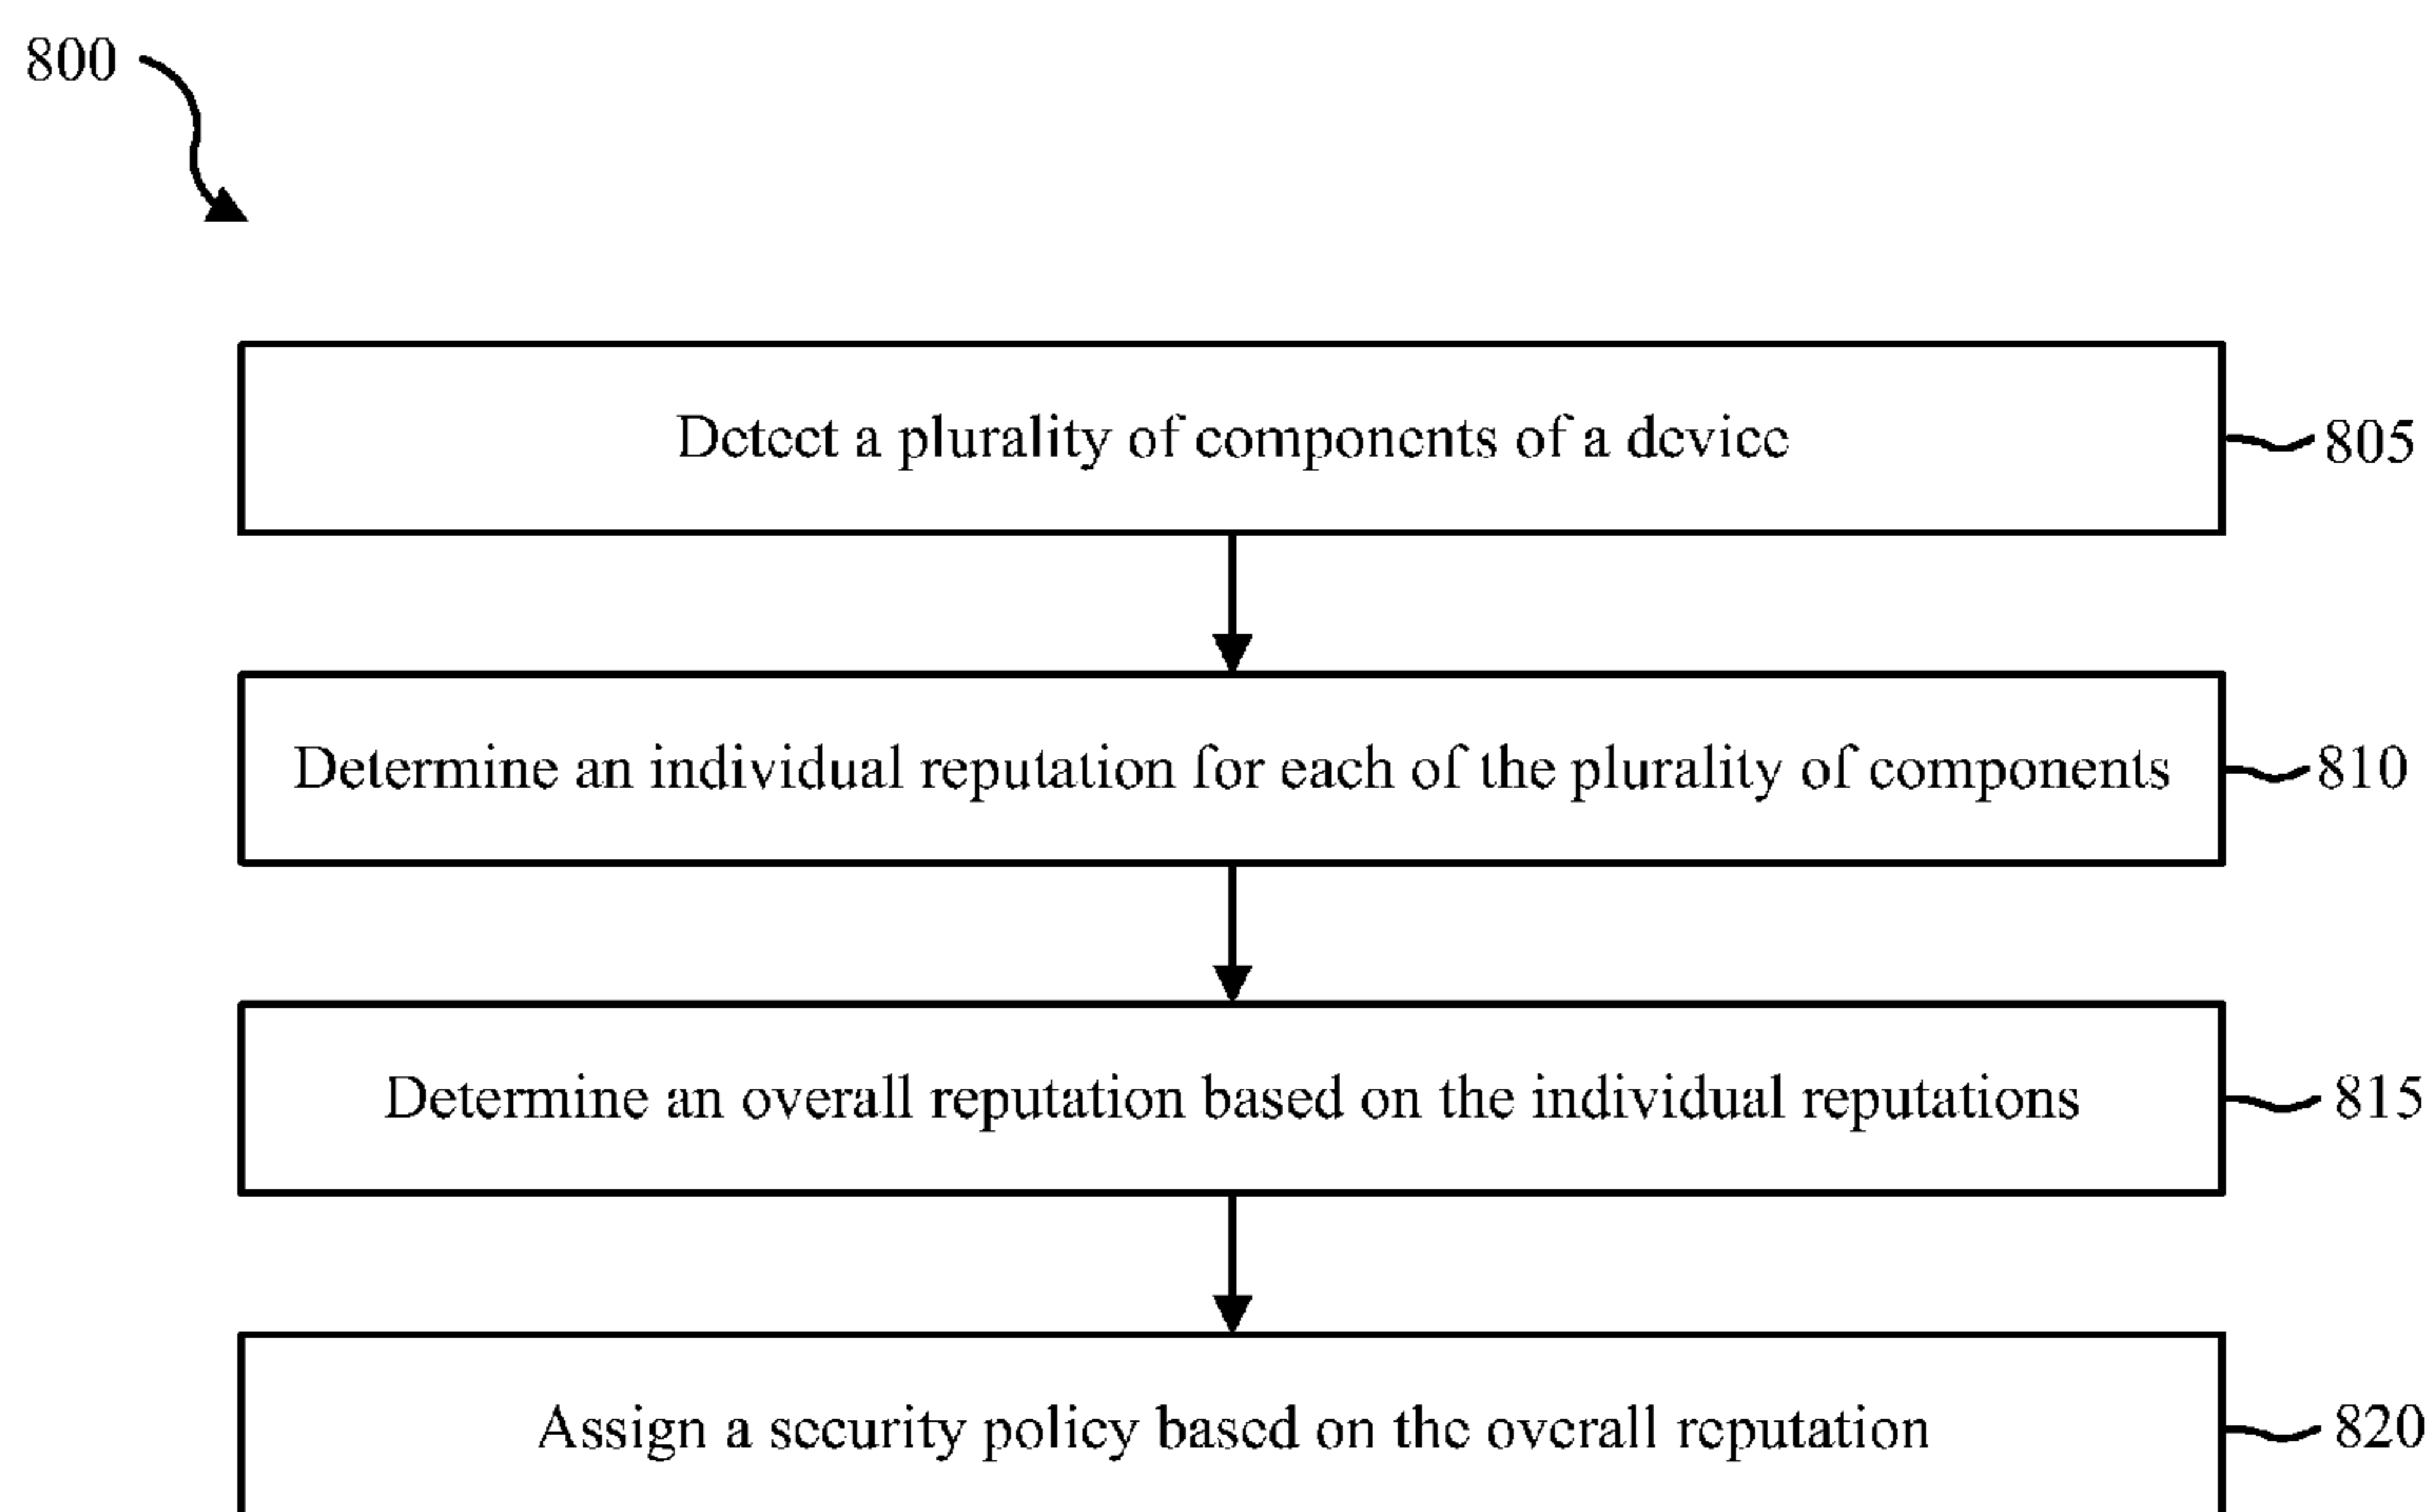 800
Detect a plurality of components of a device
805
Determine an individual reputation for each of the plurality of components
810
Determine an overall reputation based on the individual reputations
815
Assign a security policy based on the overall reputation
820